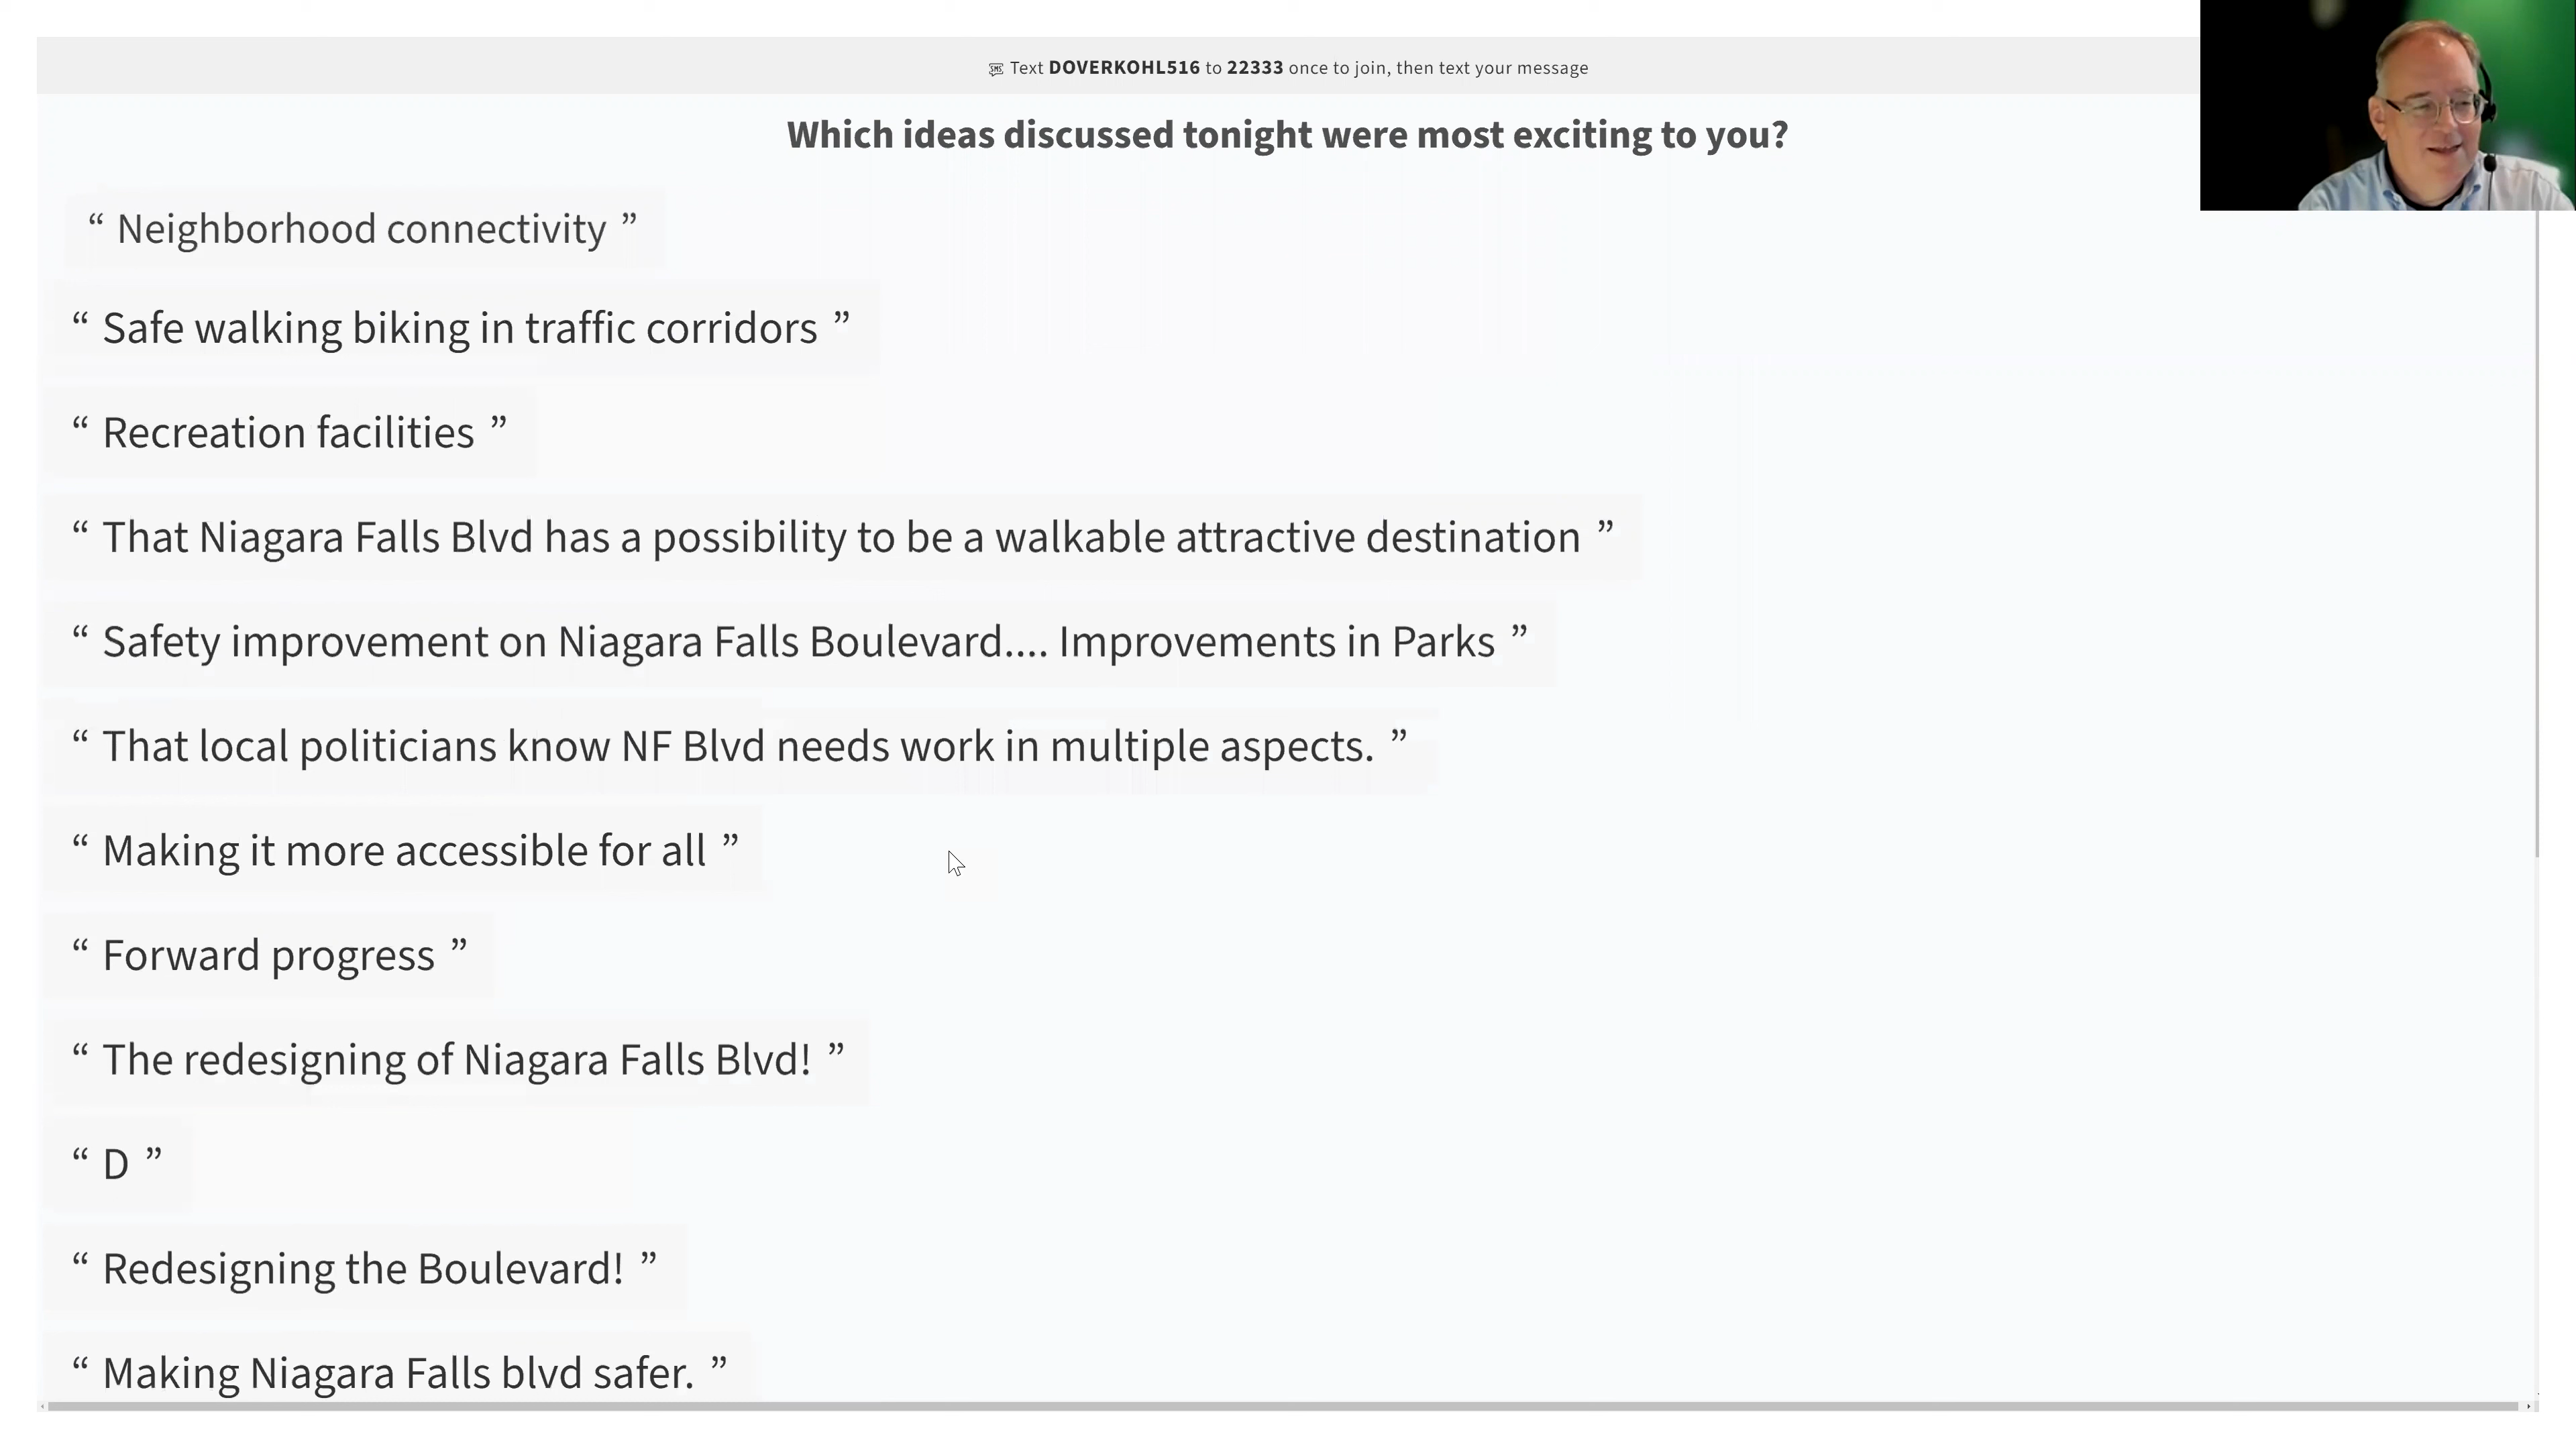 Text DOVERKOHL516 to 22333 once to join, then text your message
Which ideas discussed tonight were most exciting to you?
“ Neighborhood connectivity ”
“ Safe walking biking in traffic corridors ”
“ Recreation facilities ”
“ That Niagara Falls Blvd has a possibility to be a walkable attractive destination ”
“ Safety improvement on Niagara Falls Boulevard.... Improvements in Parks ”
“ That local politicians know NF Blvd needs work in multiple aspects. ”
“ Making it more accessible for all ”
“ Forward progress ”
“ The redesigning of Niagara Falls Blvd! ”
“ D ”
“ Redesigning the Boulevard! ”
“ Making Niagara Falls blvd safer. ”